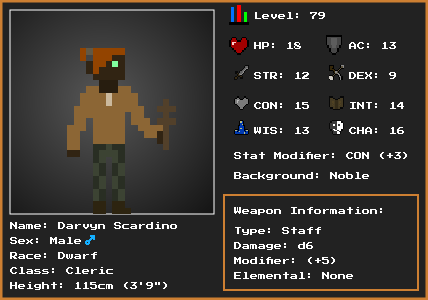 Level: 79
HP: 18 AC: 13
STR: 12 DEX: 9
CON: 15 INT: 14
WIS: 13 CHA: 16
Stat Modifier: CON (+3)
Background: Noble
Name: Darvyn Scardino
Sex: Male ♂
Race: Dwarf
Class: Cleric
Height: 115cm (3'9")
Weapon Information:
Type: Staff
Damage: d6
Modifier: (+5)
Elemental: None